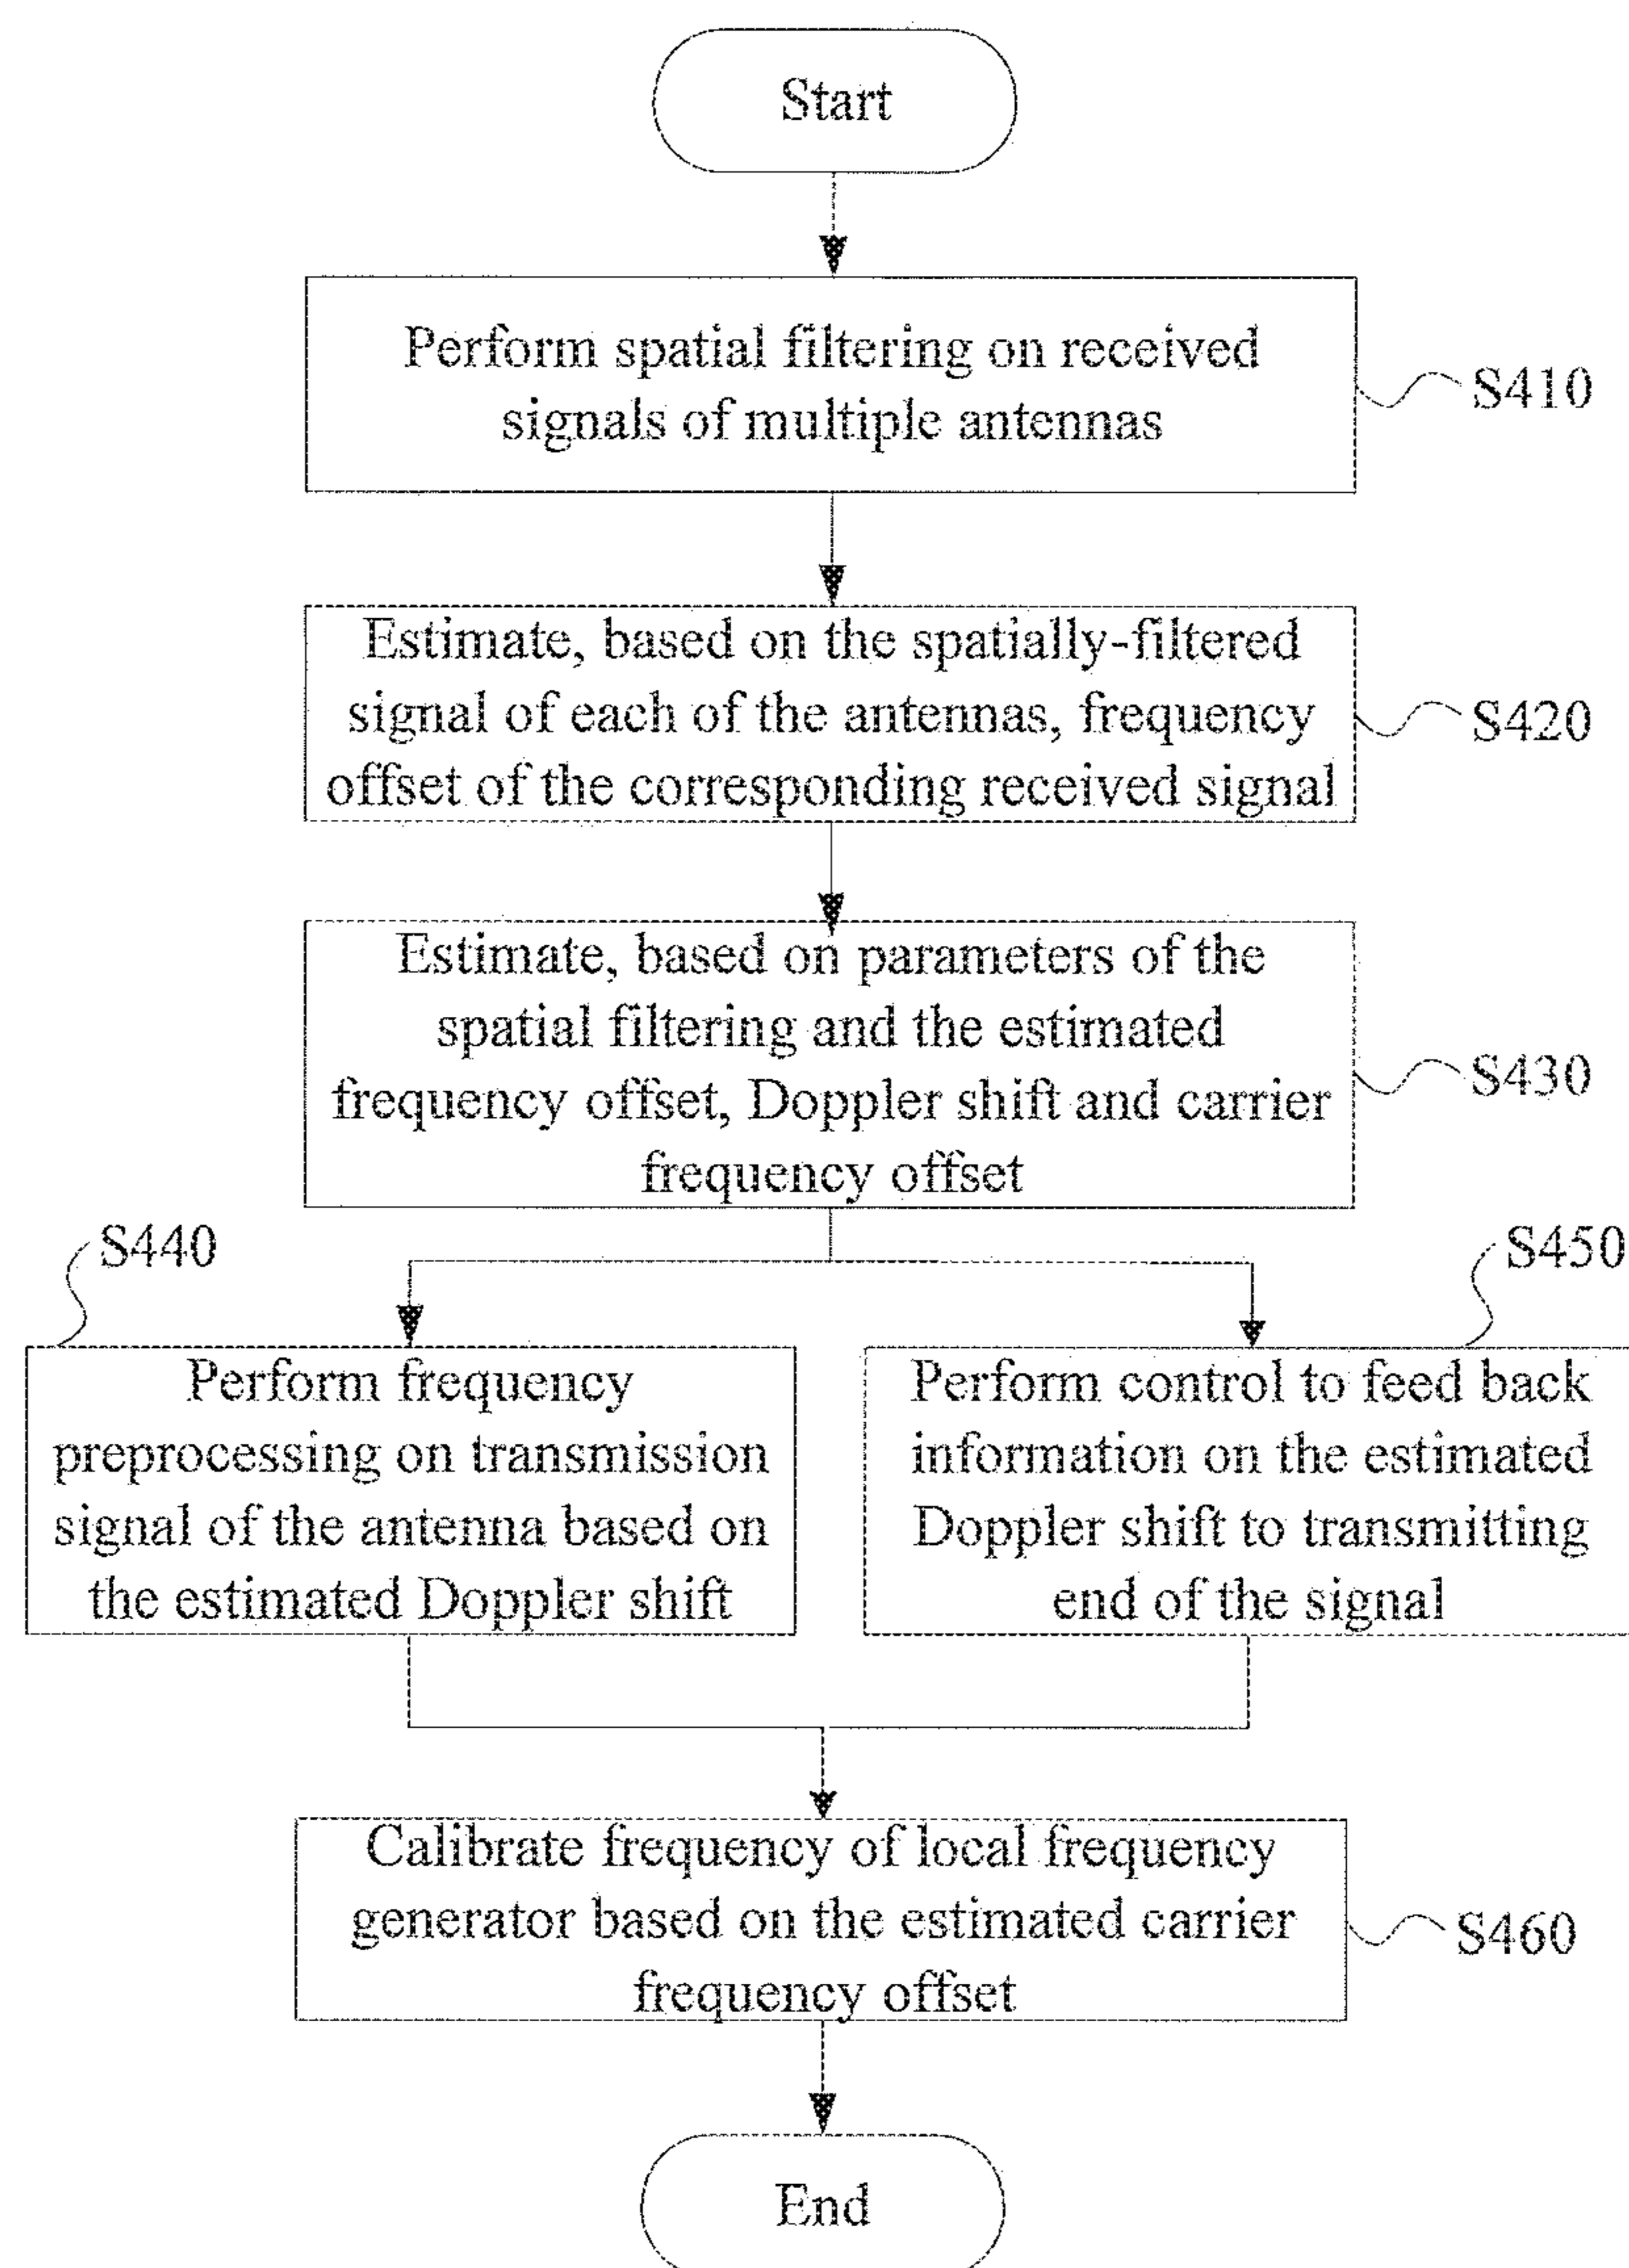 Start
Perform spatial filtering on received
signals of multiple antennas
S410
Estimate, based on the spatially-filtered
signal of each of the antennas, frequency
offset of the corresponding received signal
S420
Estimate, based on parameters of the
spatial filtering and the estimated
frequency offset, Doppler shift and carrier
frequency offset
S430
S440
Perform frequency
preprocessing on transmission
signal of the antenna based on
the estimated Doppler shift
S450
Perform control to feed back
information on the estimated
Doppler shift to transmitting
end of the signal
Calibrate frequency of local frequency
generator based on the estimated carrier
frequency offset
S460
End